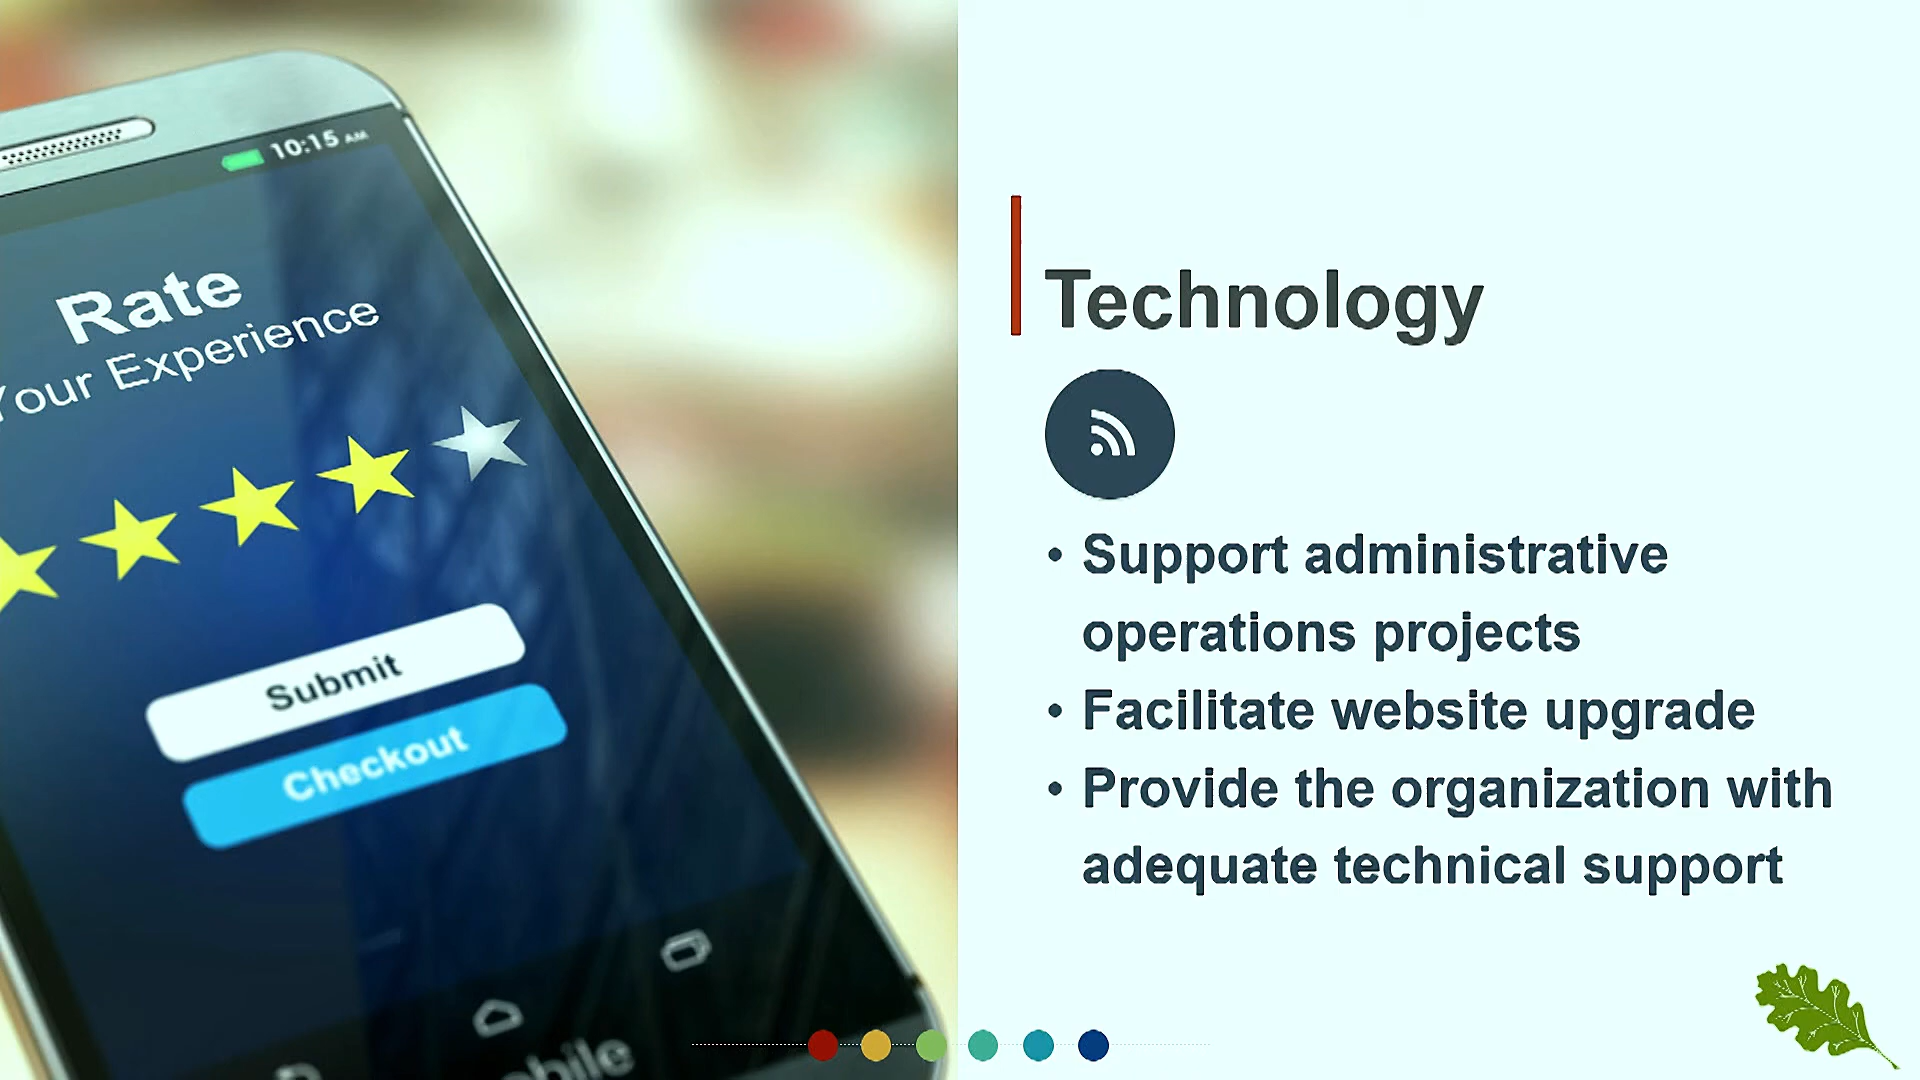 10:15 AM
Rate
Your Experience
Submit
Checkout
Technology
• Support administrative
operations projects
• Facilitate website upgrade
• Provide the organization with
adequate technical support